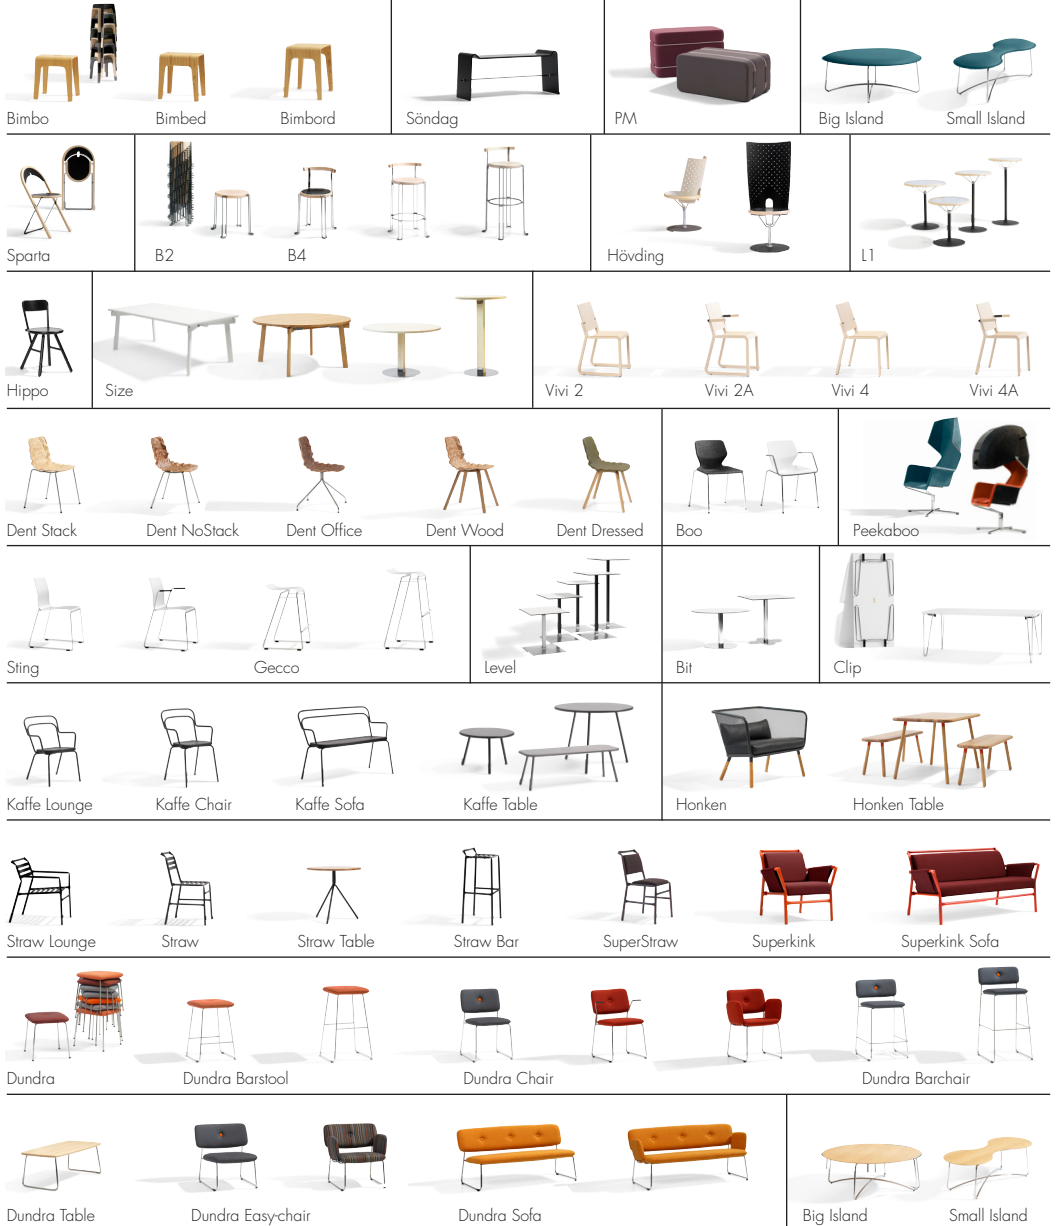 Bimbo
Bimbed
Bimbord
Söndag
PM
Big Island
Small Island
Sparta
B2
B4
Hövding
L1
Hippo
Size
Vivi 2
Vivi 2A
Vivi 4
Vivi 4A
Dent Stack
Dent NoStack
Dent Office
Dent Wood
Dent Dressed
Boo
Peekaboo
Sting
Gecco
Level
Bit
Clip
Kaffe Lounge
Kaffe Chair
Kaffe Sofa
Kaffe Table
Honken
Honken Table
Straw Lounge
Straw
Straw Table
Straw Bar
SuperStraw
Superkink
Superkink Sofa
Dundra
Dundra Barstool
Dundra Chair
Dundra Barchair
Dundra Table
Dundra Easy-chair
Dundra Sofa
Big Island
Small Island